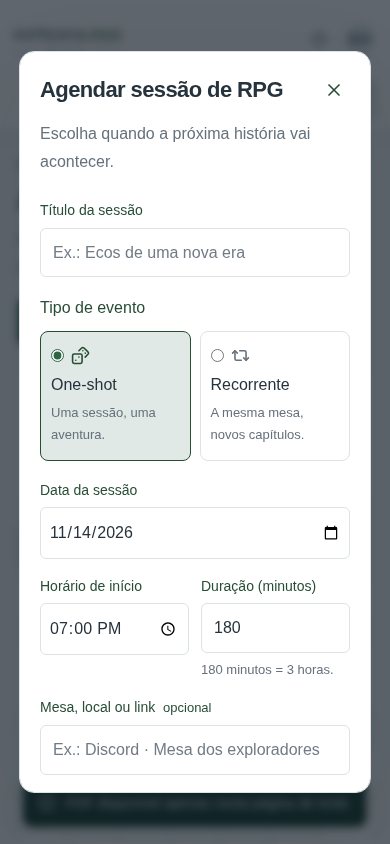 Agendar sessão de RPG
Escolha quando a próxima história vai
acontecer.
Título da sessão
Ex.: Ecos de uma nova era
Tipo de evento
One-shot
Uma sessão, uma
aventura.
Recorrente
A mesma mesa,
novos capítulos.
Data da sessão
11/14/2026
Horário de início
07:00 PM
Duração (minutos)
180
180 minutos = 3 horas.
Mesa, local ou link opcional
Ex.: Discord · Mesa dos exploradores